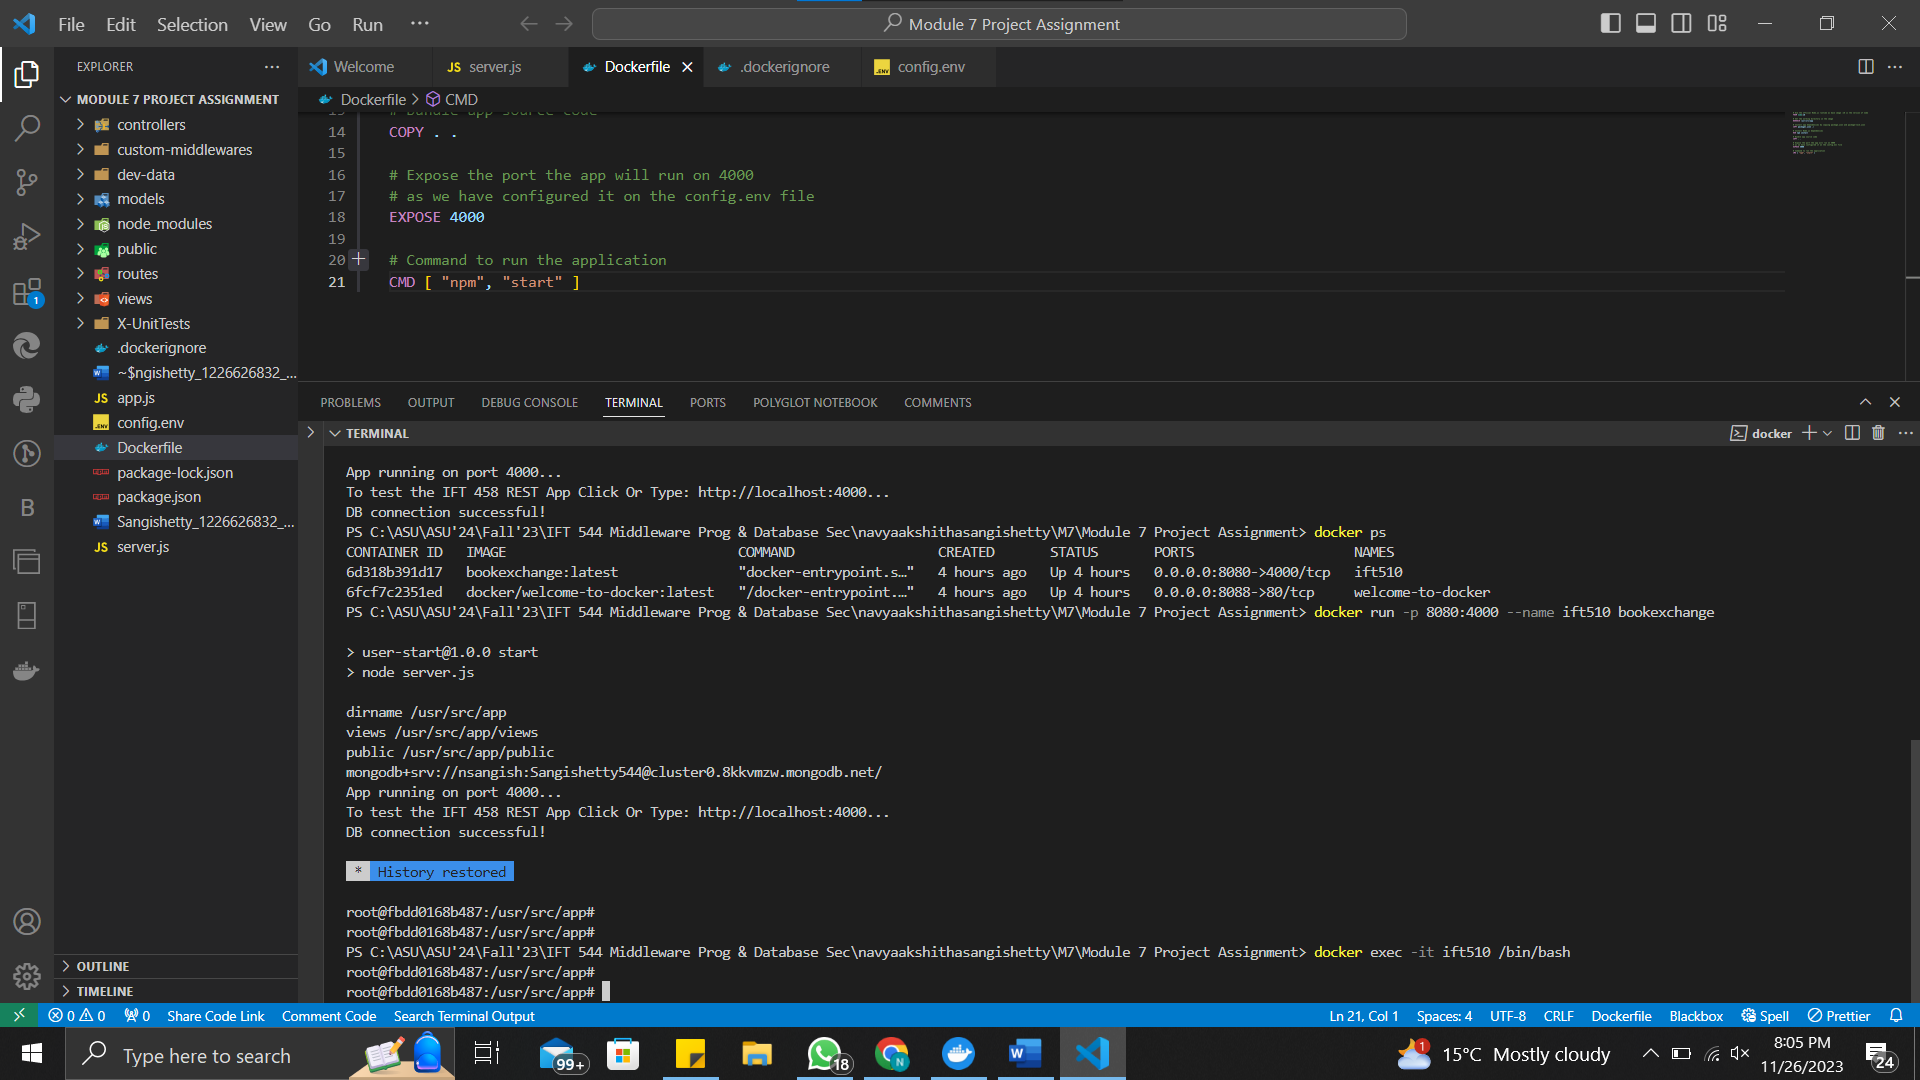 File Edit Selection View Go Run ···
Module 7 Project Assignment
EXPLORER
MODULE 7 PROJECT ASSIGNMENT
controllers
custom-middlewares
dev-data
models
node_modules
public
routes
views
X-UnitTests
.dockerignore
~$ngishetty_1226626832_...
JS app.js
config.env
Dockerfile
package-lock.json
package.json
Sangishetty_1226626832_...
JS server.js
OUTLINE
TIMELINE
1
B
Welcome
JS server.js
Dockerfile
.dockerignore
config.env
Dockerfile > CMD
13 # Bundle app source code
14 COPY . .
15
16 # Expose the port the app will run on 4000
17 # as we have configured it on the config.env file
18 EXPOSE 4000
19
20 # Command to run the application
21 CMD [ "npm", "start" ]
PROBLEMS OUTPUT DEBUG CONSOLE TERMINAL PORTS POLYGLOT NOTEBOOK COMMENTS
TERMINAL
docker
App running on port 4000...
To test the IFT 458 REST App Click Or Type: http://localhost:4000...
DB connection successful!
PS C:\ASU\ASU'24\Fall'23\IFT 544 Middleware Prog & Database Sec\navyaakshithasangishetty\M7\Module 7 Project Assignment> docker ps
CONTAINER ID IMAGE COMMAND CREATED STATUS PORTS NAMES
6d318b391d17 bookexchange:latest "docker-entrypoint.s…" 4 hours ago Up 4 hours 0.0.0.0:8080->4000/tcp ift510
6fcf7c2351ed docker/welcome-to-docker:latest "/docker-entrypoint.…" 4 hours ago Up 4 hours 0.0.0.0:8088->80/tcp welcome-to-docker
PS C:\ASU\ASU'24\Fall'23\IFT 544 Middleware Prog & Database Sec\navyaakshithasangishetty\M7\Module 7 Project Assignment> docker run -p 8080:4000 --name ift510 bookexchange
> user-start@1.0.0 start
> node server.js
dirname /usr/src/app
views /usr/src/app/views
public /usr/src/app/public
mongodb+srv://nsangish:Sangishetty544@cluster0.8kkvmzw.mongodb.net/
App running on port 4000...
To test the IFT 458 REST App Click Or Type: http://localhost:4000...
DB connection successful!
* History restored
root@fbdd0168b487:/usr/src/app#
root@fbdd0168b487:/usr/src/app#
PS C:\ASU\ASU'24\Fall'23\IFT 544 Middleware Prog & Database Sec\navyaakshithasangishetty\M7\Module 7 Project Assignment> docker exec -it ift510 /bin/bash
root@fbdd0168b487:/usr/src/app#
root@fbdd0168b487:/usr/src/app#
0 0 0 Share Code Link Comment Code Search Terminal Output
Ln 21, Col 1 Spaces: 4 UTF-8 CRLF Dockerfile Blackbox Spell Prettier
Type here to search
99+
18
N
1
15°C Mostly cloudy
8:05 PM
11/26/2023
24